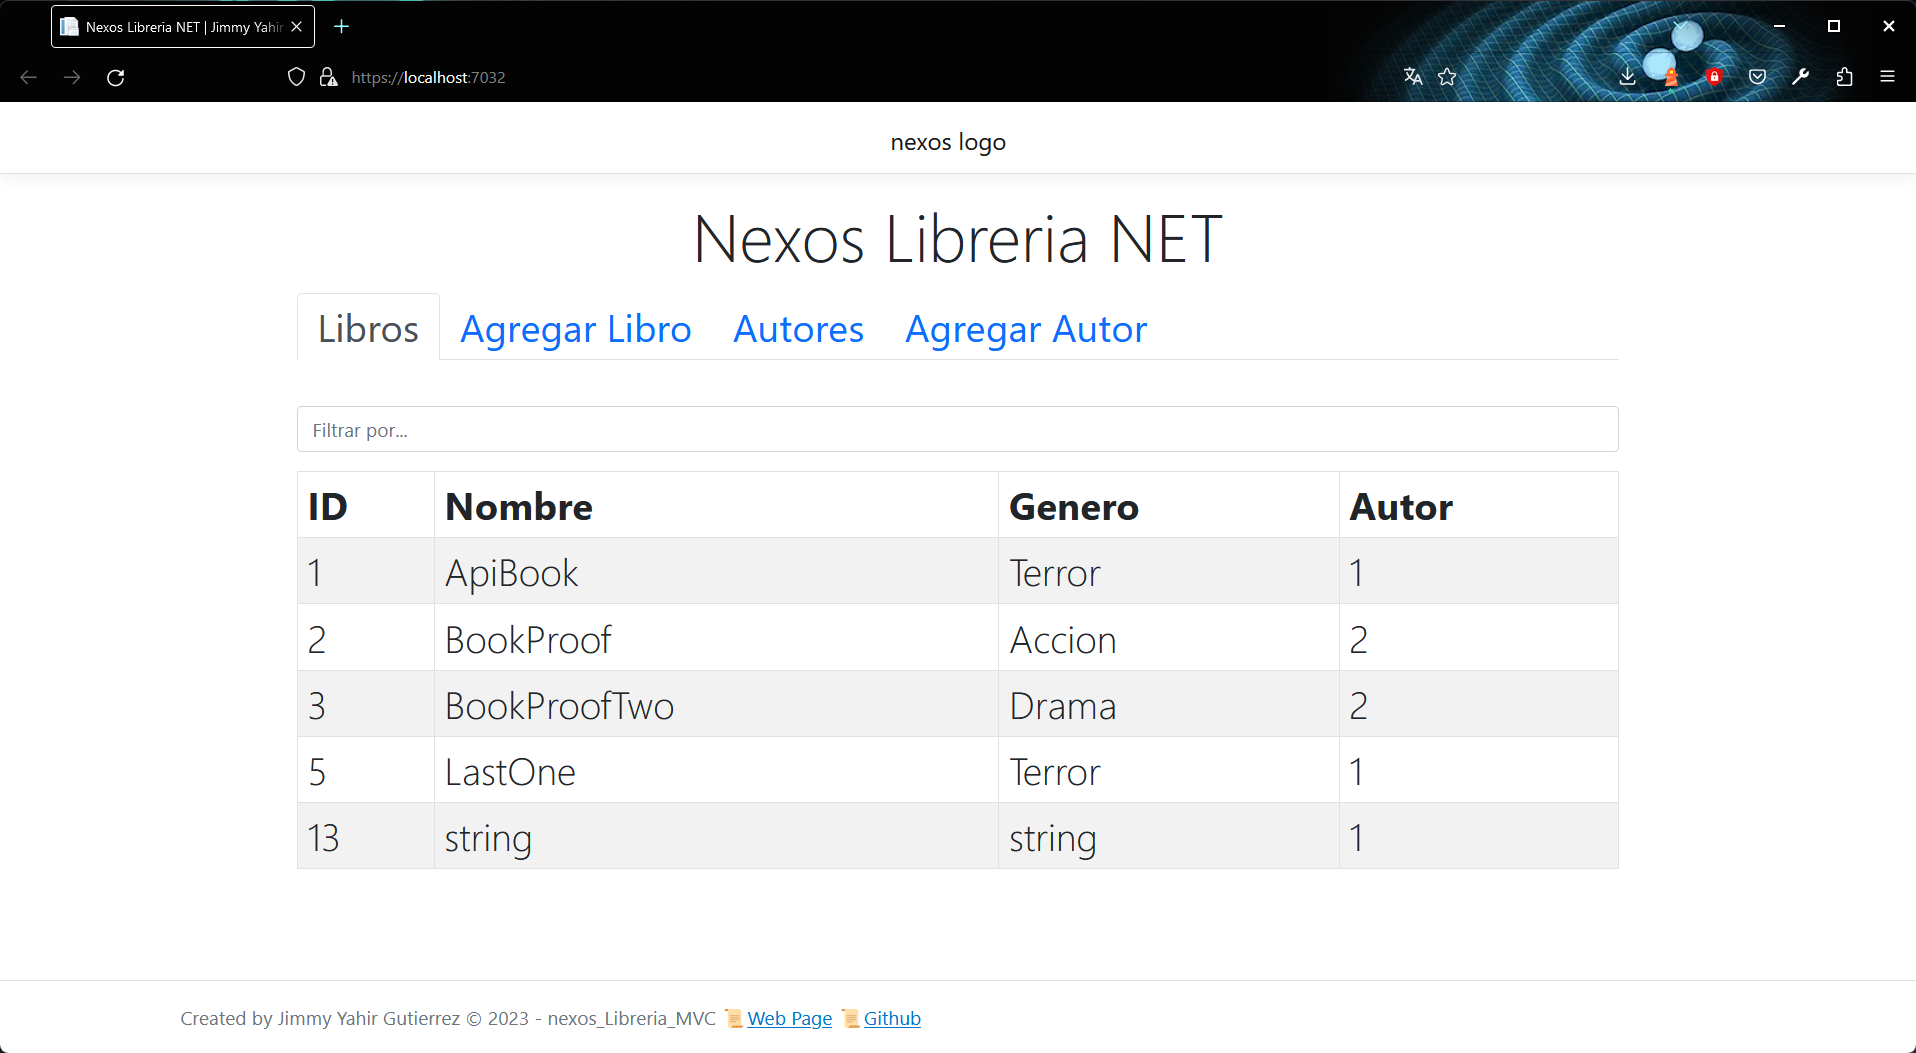 Nexos Libreria NET | Jimmy Yahir
https://localhost:7032
nexos logo
Nexos Libreria NET
Libros Agregar Libro Autores Agregar Autor
Filtrar por...
ID Nombre Genero Autor
1 ApiBook Terror 1
2 BookProof Accion 2
3 BookProofTwo Drama 2
5 LastOne Terror 1
13 string string 1
Created by Jimmy Yahir Gutierrez © 2023 - nexos_Libreria_MVC 📜Web Page 📜Github